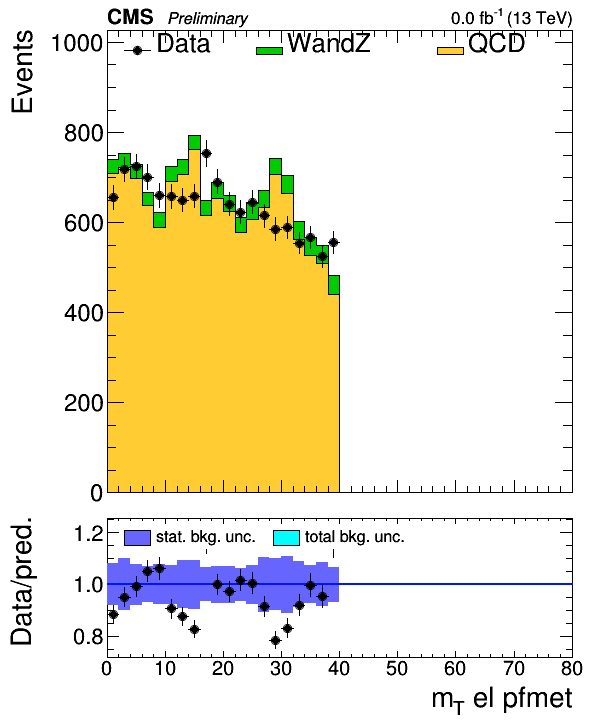 CMS Preliminary 0.0 fb-1 (13 TeV)
Events
1000
Data WandZ QCD
800
600
400
200
0
Data/pred.
1.2
stat. bkg. unc. total bkg. unc.
1.0
0.8
0 10 20 30 40 50 60 70 80
mT el pfmet